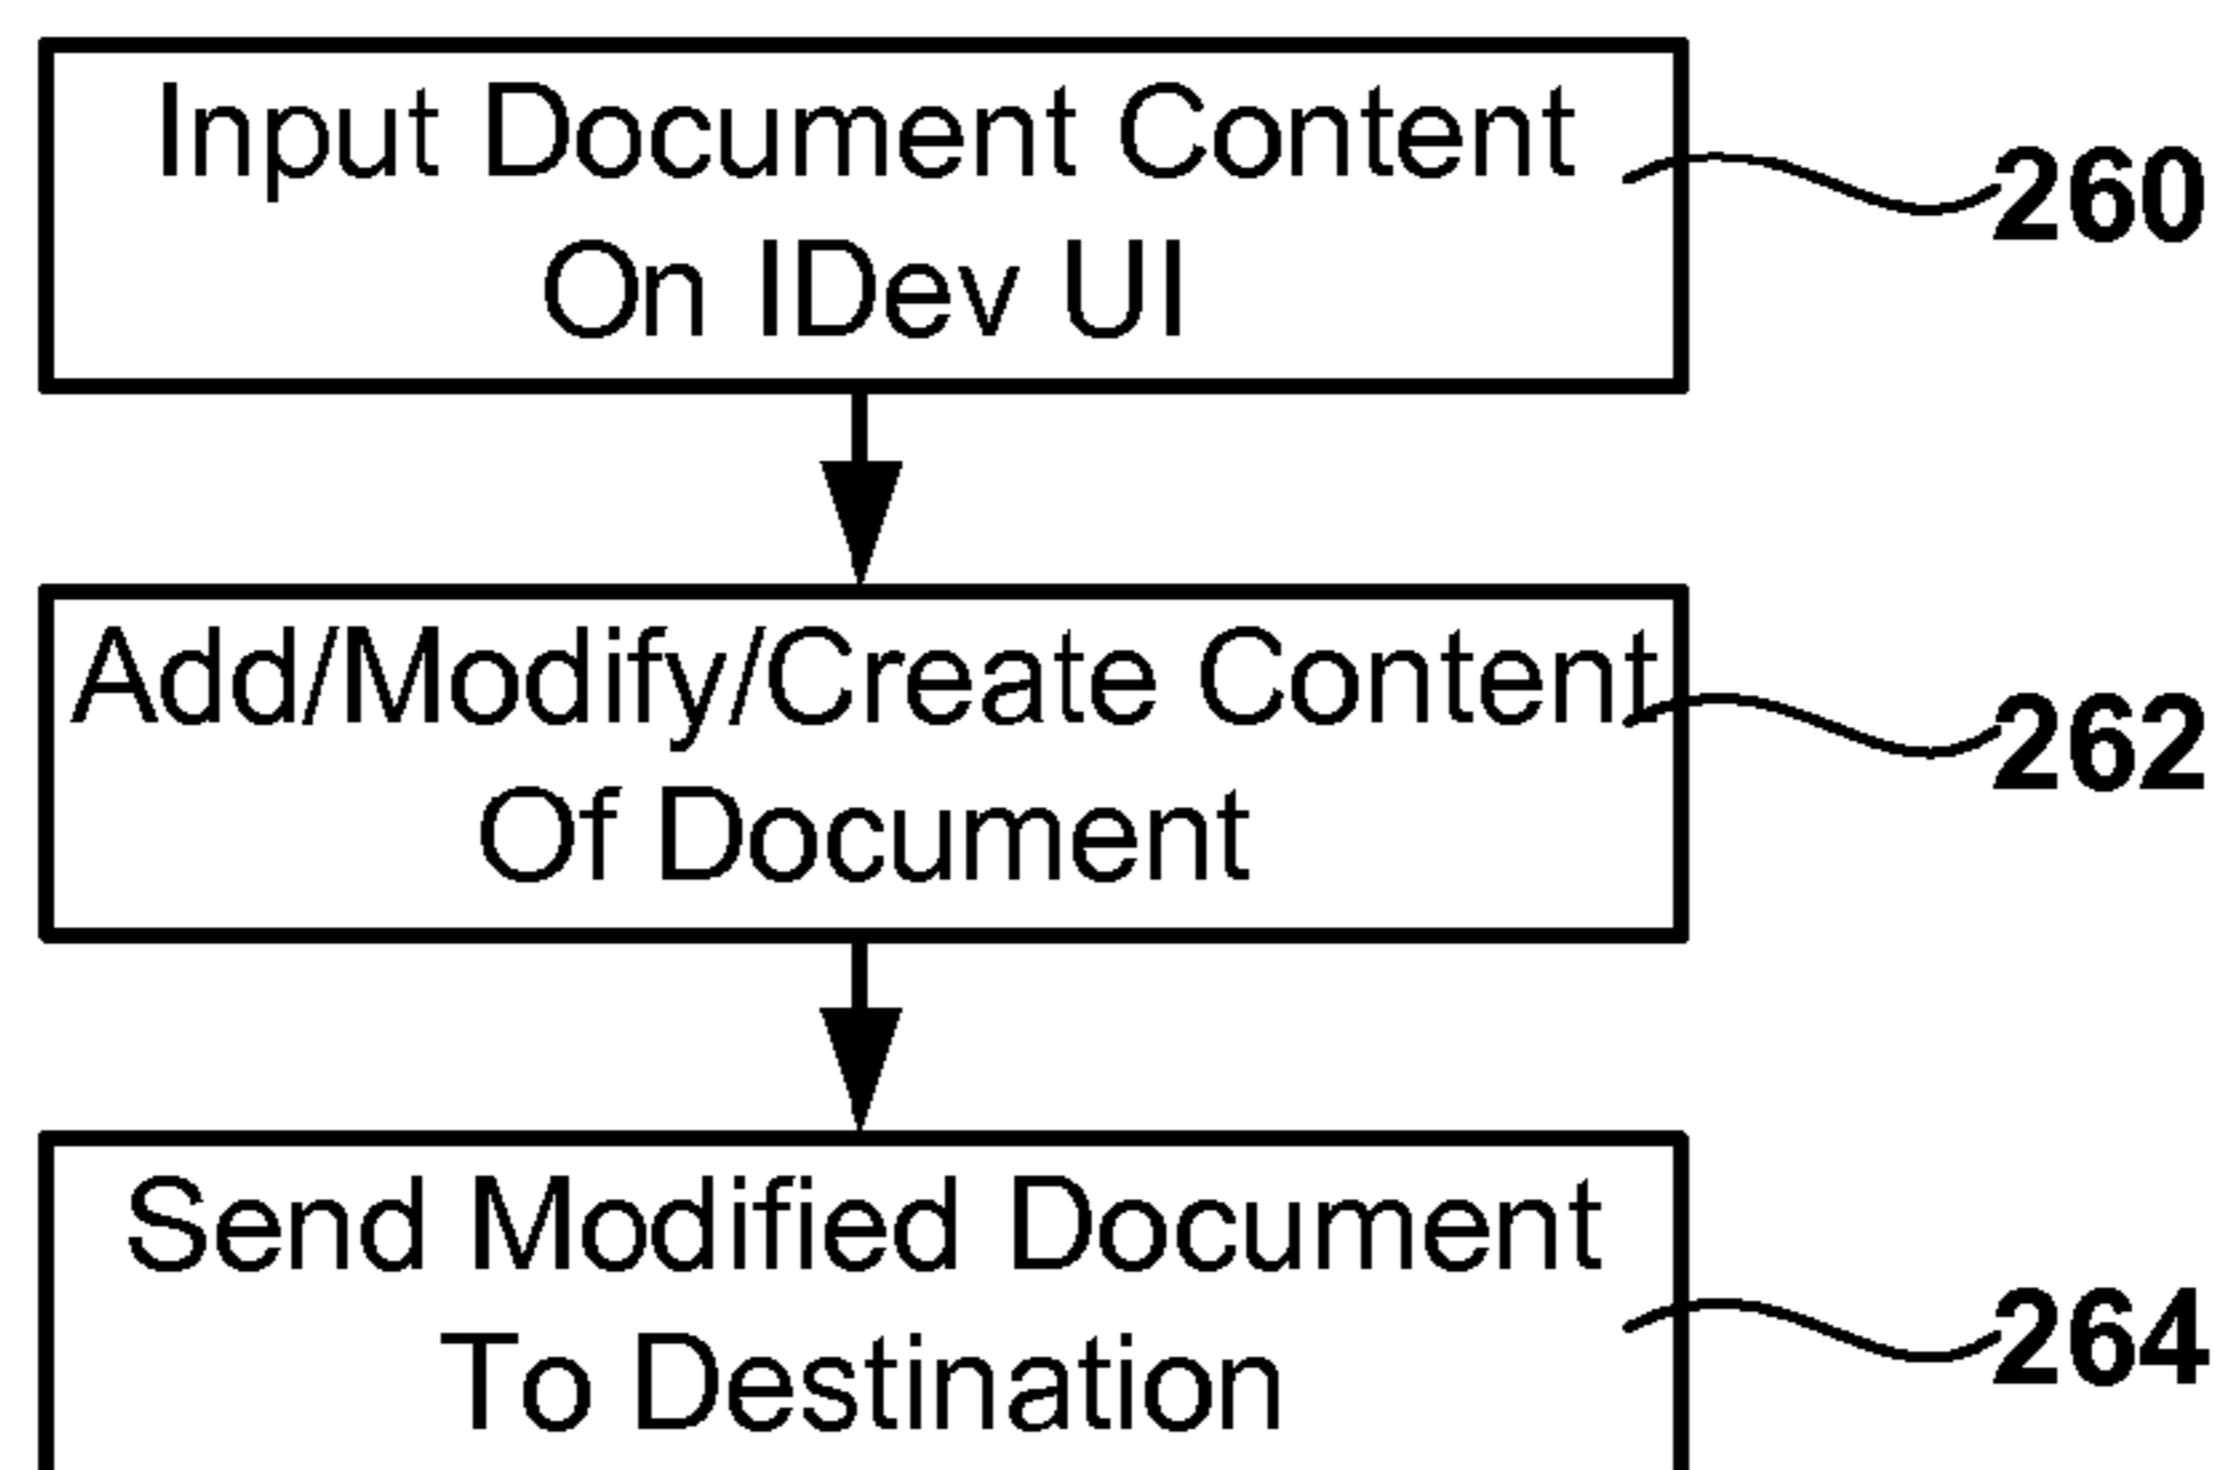 Input Document Content
On IDev UI
260
Add/Modify/Create Content
Of Document
262
Send Modified Document
To Destination
264